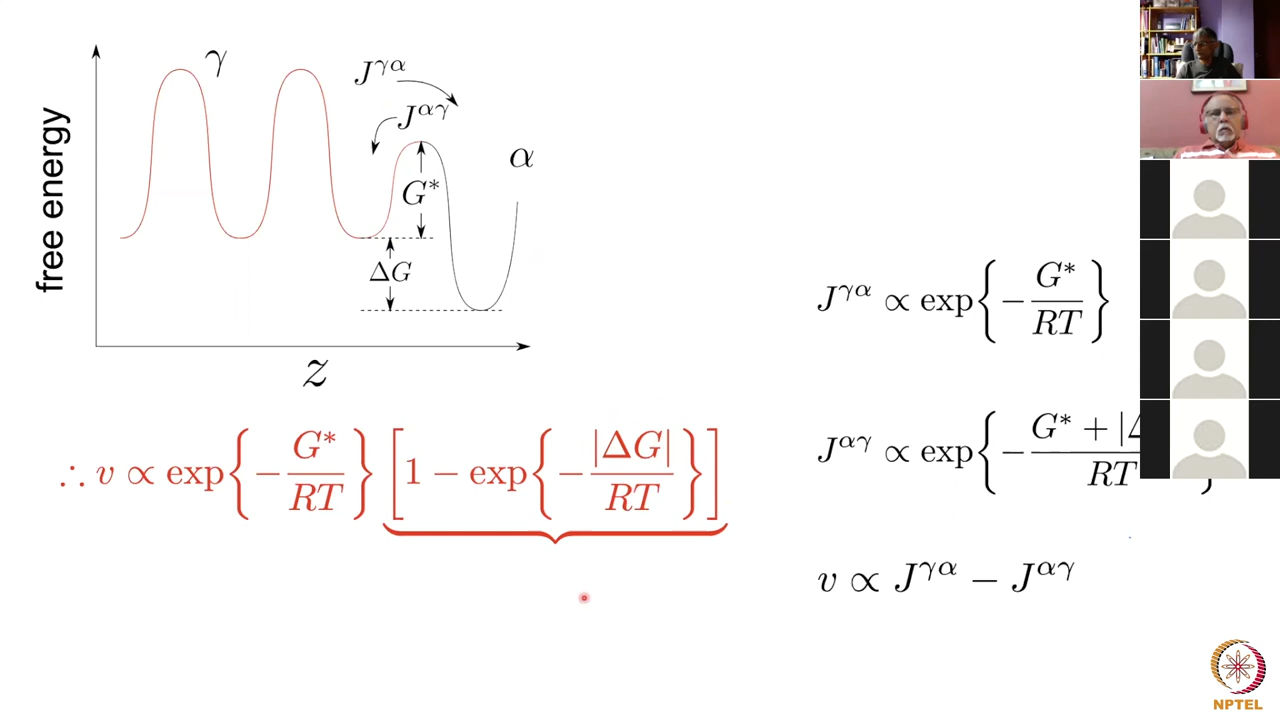 γ
J^{γα}
J^{αγ}
α
G*
free energy
ΔG
z
J^{γα} ∝ exp{−G*/RT}
J^{αγ} ∝ exp{−G* + |/RT}
∴ v ∝ exp{−G*/RT} [1 − exp{−|ΔG|/RT}]
v ∝ J^{γα} − J^{αγ}
NPTEL